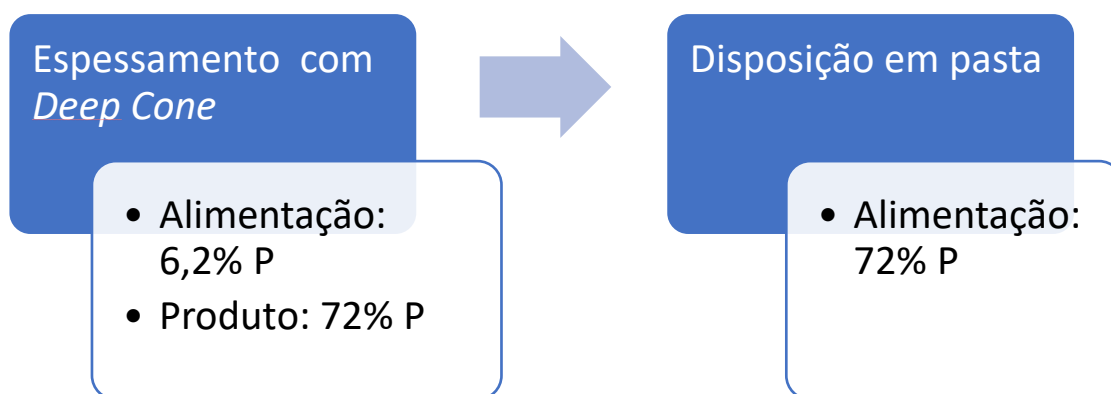 Espessamento com
Deep Cone
• Alimentação:
6,2% P
• Produto: 72% P
Disposição em pasta
• Alimentação:
72% P